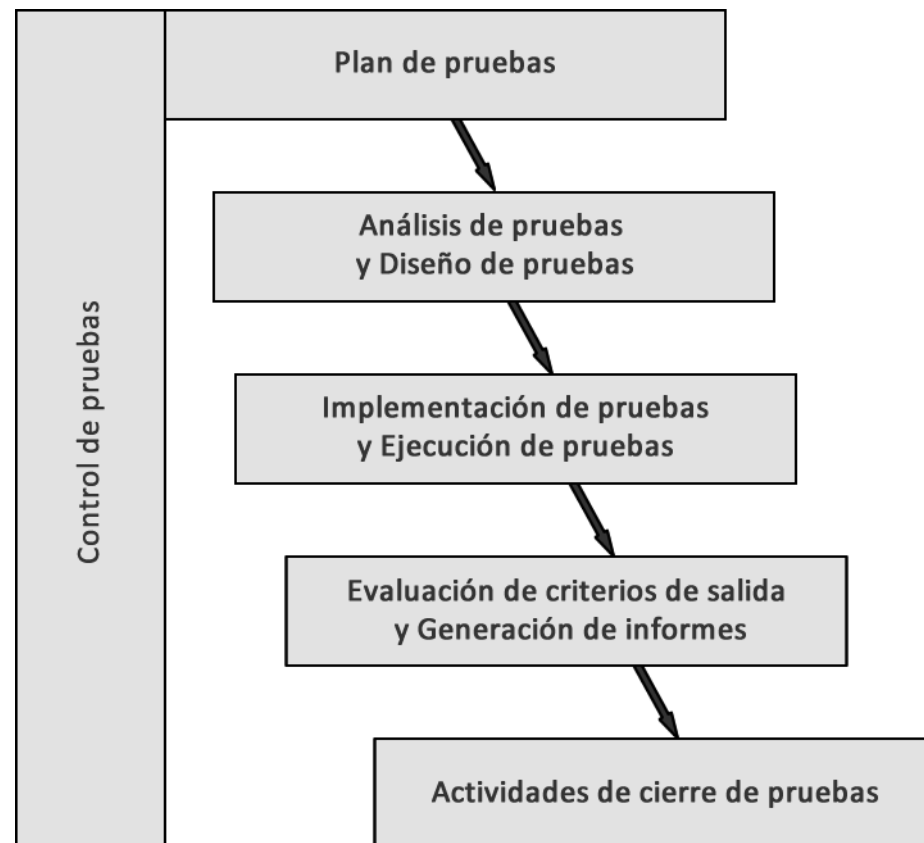 Plan de pruebas
Análisis de pruebas
y Diseño de pruebas
Implementación de pruebas
y Ejecución de pruebas
Evaluación de criterios de salida
y Generación de informes
Actividades de cierre de pruebas
Control de pruebas